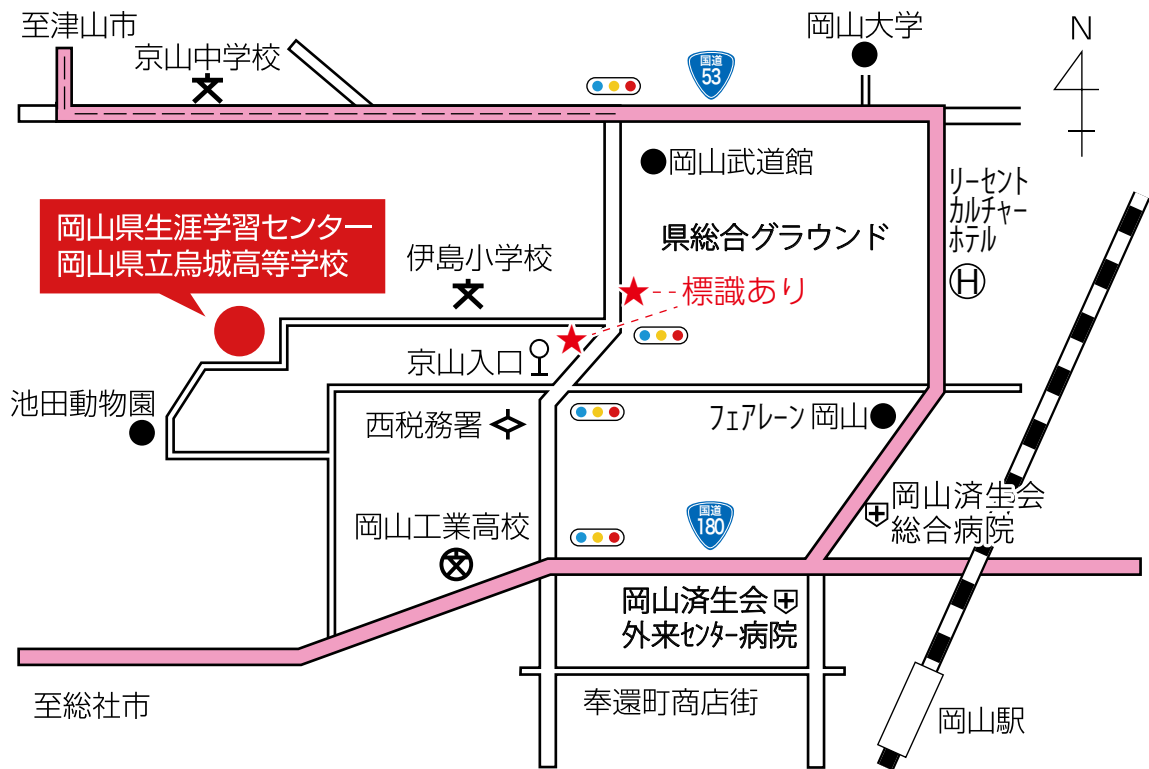 至津山市
京山中学校
国道
53
岡山大学
N
岡山武道館
リーセント
カルチャー
ホテル
H
岡山県生涯学習センター
岡山県立烏城高等学校
伊島小学校
県総合グラウンド
標識あり
京山入口
池田動物園
西税務署
フェアレーン岡山
岡山済生会
総合病院
岡山工業高校
国道
180
岡山済生会
外来センター病院
至総社市
奉還町商店街
岡山駅